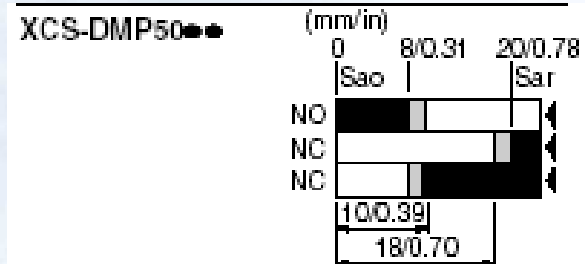 XCS-DMP50●●
(mm/in)
0 8/0.31 20/0.78
Sao Sar
NO
NC
NC
10/0.39
18/0.70